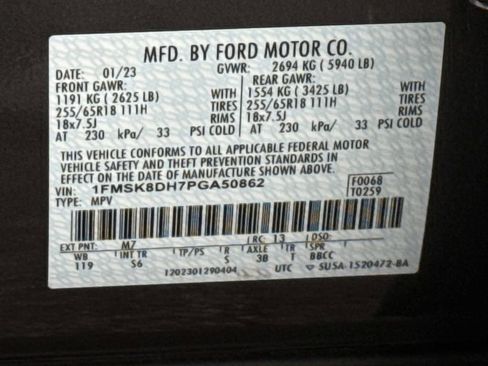 MFD. BY FORD MOTOR CO.
DATE: 01/23 GVWR: 2694 KG ( 5940 LB)
FRONT GAWR: REAR GAWR:
1191 KG ( 2625 LB) WITH 1554 KG ( 3425 LB) WITH
255/65R18 111H TIRES 255/65R18 111H TIRES
18x7.5J RIMS 18x7.5J RIMS
AT 230 kPa/ 33 PSI COLD AT 230 kPa/ 33 PSI COLD
THIS VEHICLE CONFORMS TO ALL APPLICABLE FEDERAL MOTOR
VEHICLE SAFETY AND THEFT PREVENTION STANDARDS IN
EFFECT ON THE DATE OF MANUFACTURE SHOWN ABOVE.
VIN: 1FMSK8DH7PGA50862 F0068
TYPE: MPV T0259
EXT PNT: M7 RC: 13 DSO:
WB INT TR TP/PS R AXLE TR SPR
119 S6 S 3B T BBCC
1202301290404 UTC SU5A-1520472-BA